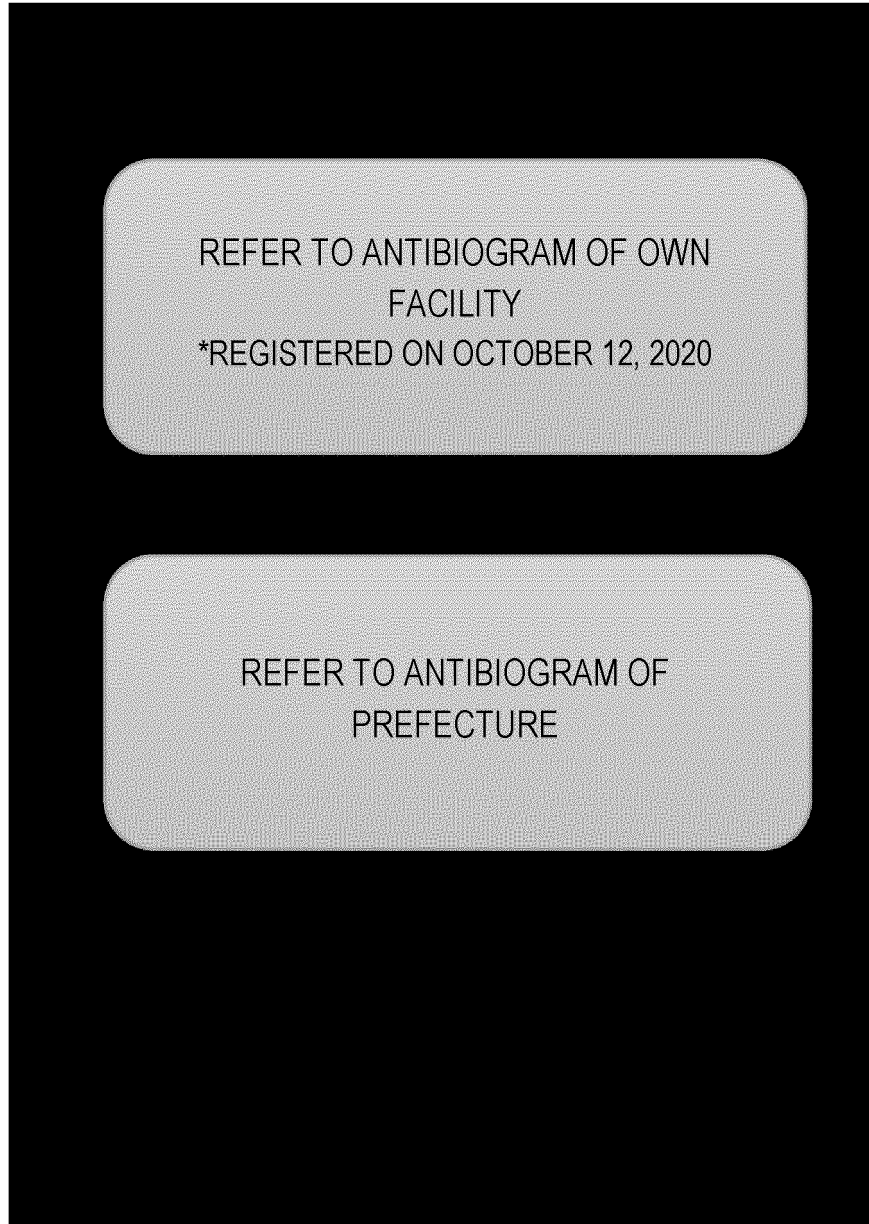 REFER TO ANTIBIOGRAM OF OWN
FACILITY
*REGISTERED ON OCTOBER 12, 2020
REFER TO ANTIBIOGRAM OF
PREFECTURE